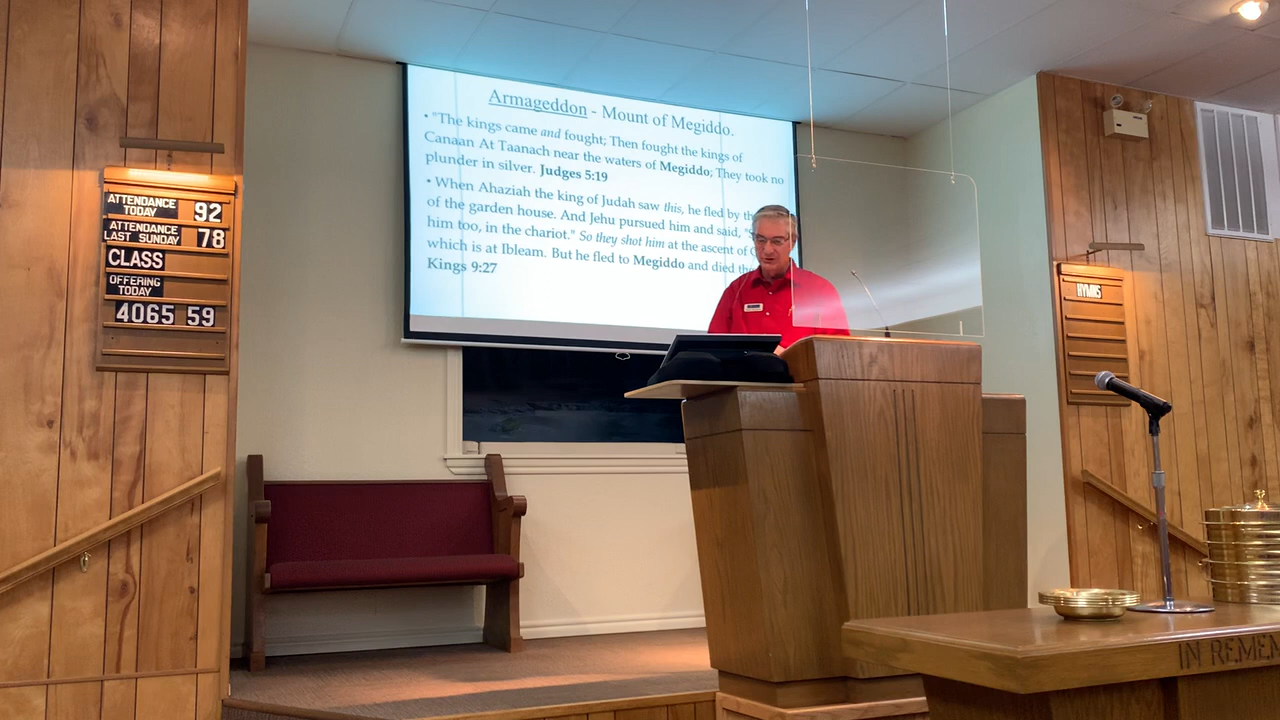 Armageddon - Mount of Megiddo.
• "The kings came and fought; Then fought the kings of
Canaan At Taanach near the waters of Megiddo; They took no
plunder in silver. Judges 5:19
• When Ahaziah the king of Judah saw this, he fled by
of the garden house. And Jehu pursued him and said,
him too, in the chariot." So they shot him at the ascent of
which is at Ibleam. But he fled to Megiddo and died
Kings 9:27
ATTENDANCE
TODAY 92
ATTENDANCE
LAST SUNDAY 78
CLASS
OFFERING
TODAY
4065 59
HYMNS
IN REMEM